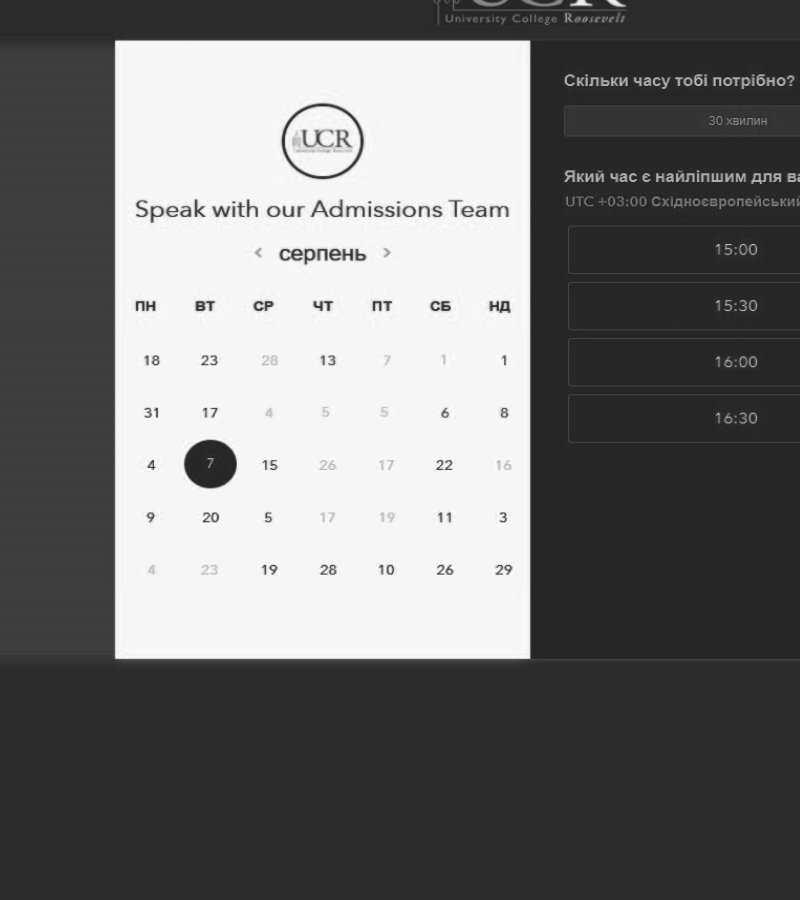 University College Roosevelt
UCR
Speak with our Admissions Team
< серпень >
ПН ВТ СР ЧТ ПТ СБ НД
18 23 28 13 7 1 1
31 17 4 5 5 6 8
4 7 15 26 17 22 16
9 20 5 17 19 11 3
4 23 19 28 10 26 29
Скільки часу тобі потрібно?
30 хвилин
Який час є найліпшим для
UTC +03:00 Східноєвропейський
15:00
15:30
16:00
16:30